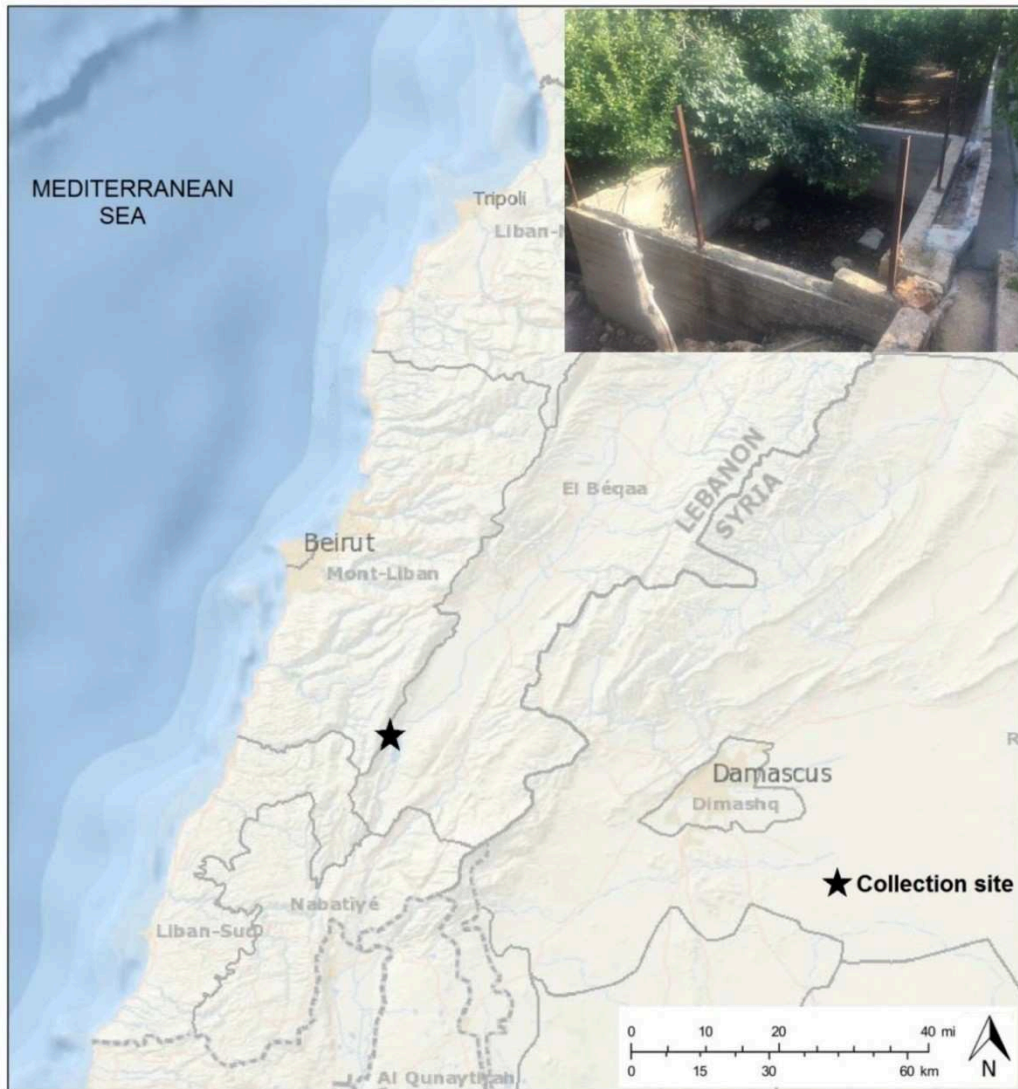 MEDITERRANEAN
SEA
Tripoli
Liban-N
El Béqaa
LEBANON
SYRIA
Beirut
Mont-Liban
R
Damascus
Dimashq
Collection site
Nabatiyé
Liban-Sud
0 10 20 40 mi
0 15 30 60 km
N
Al Qunaytiyah